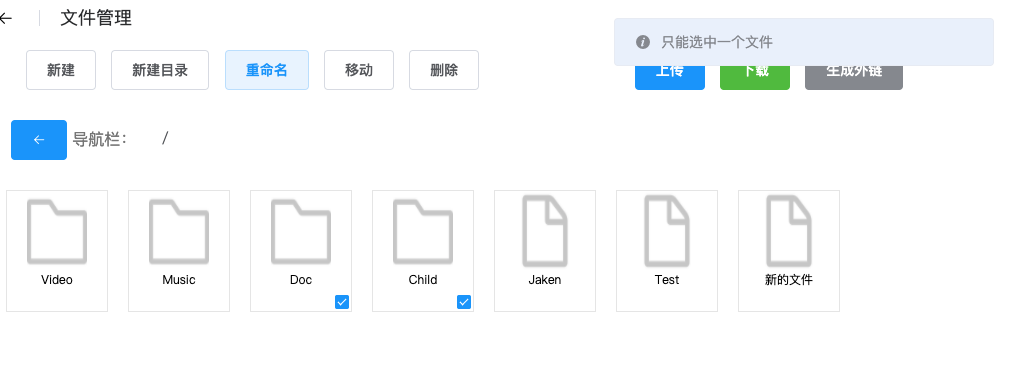 文件管理
只能选中一个文件
新建
新建目录
重命名
移动
删除
上传
下载
生成外链
导航栏: /
Video
Music
Doc
Child
Jaken
Test
新的文件